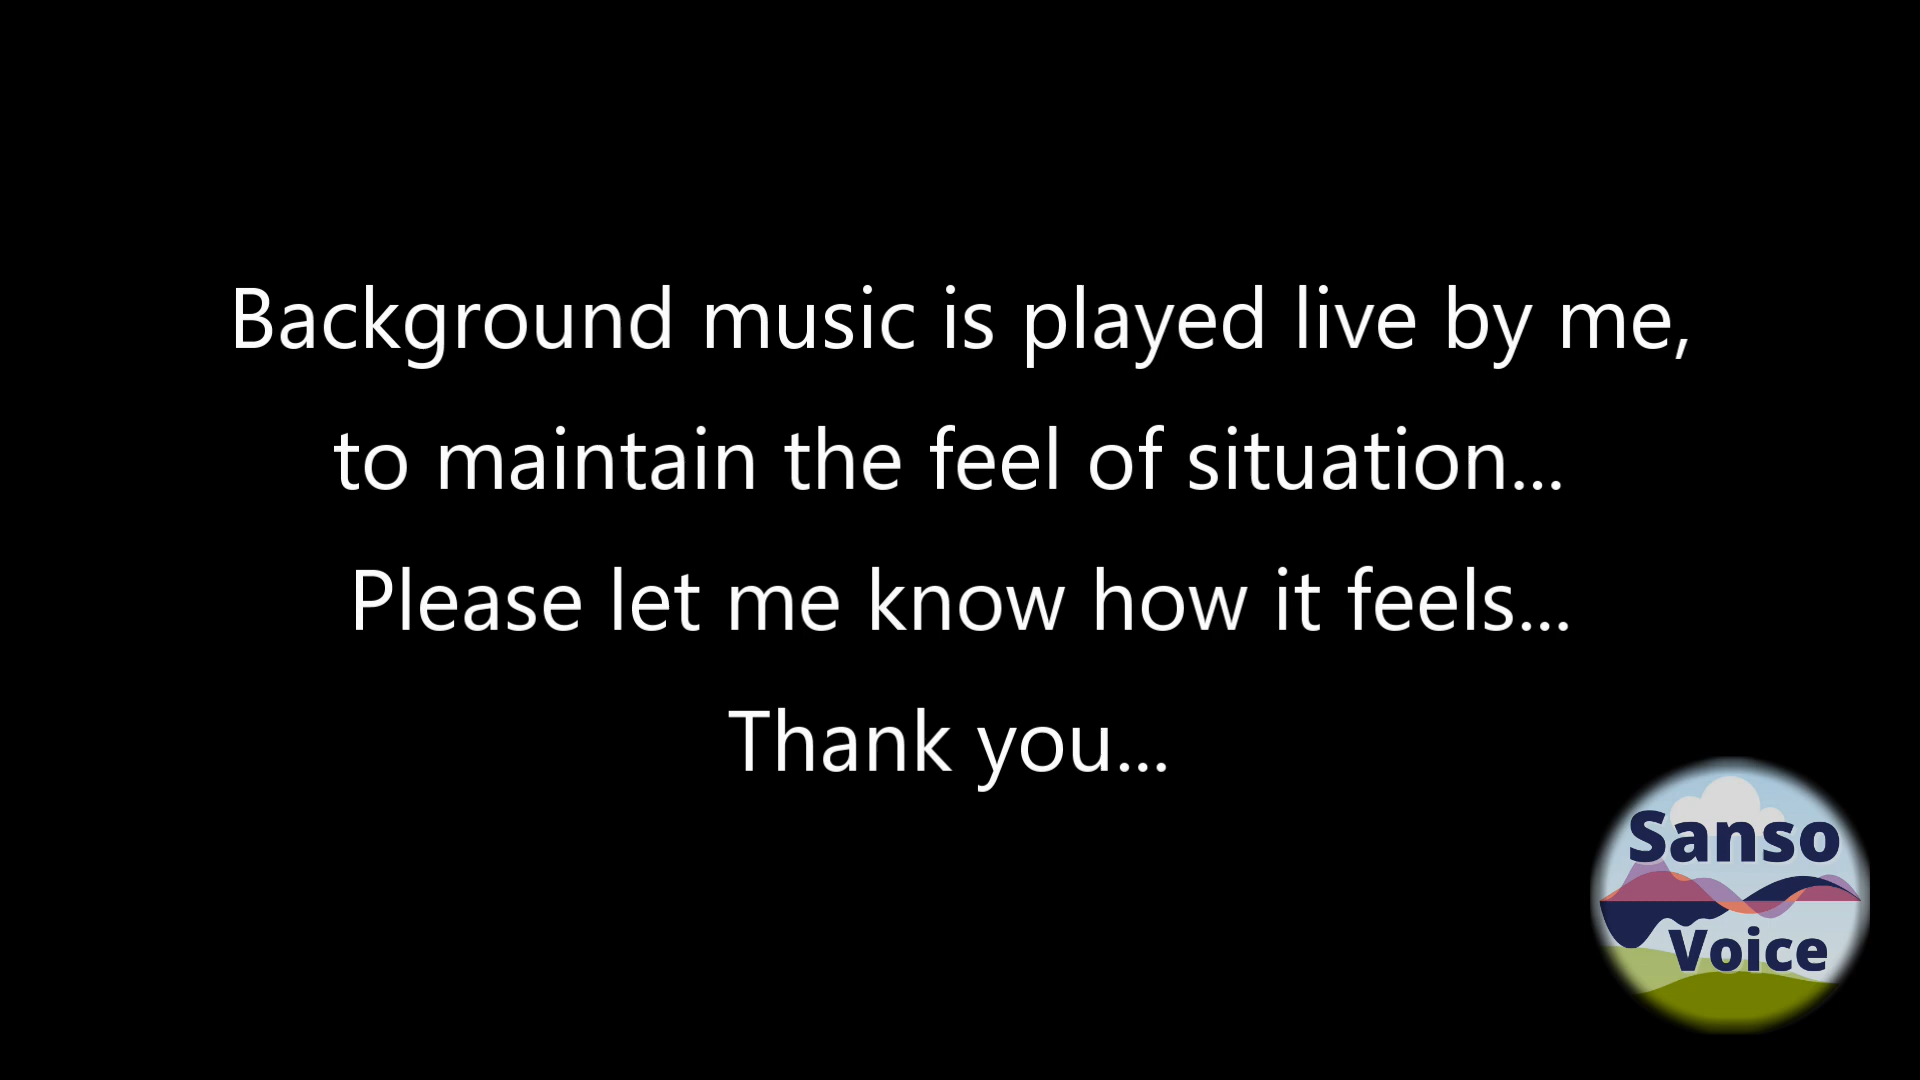 Background music is played live by me,
to maintain the feel of situation...
Please let me know how it feels...
Thank you...
Sanso
Voice